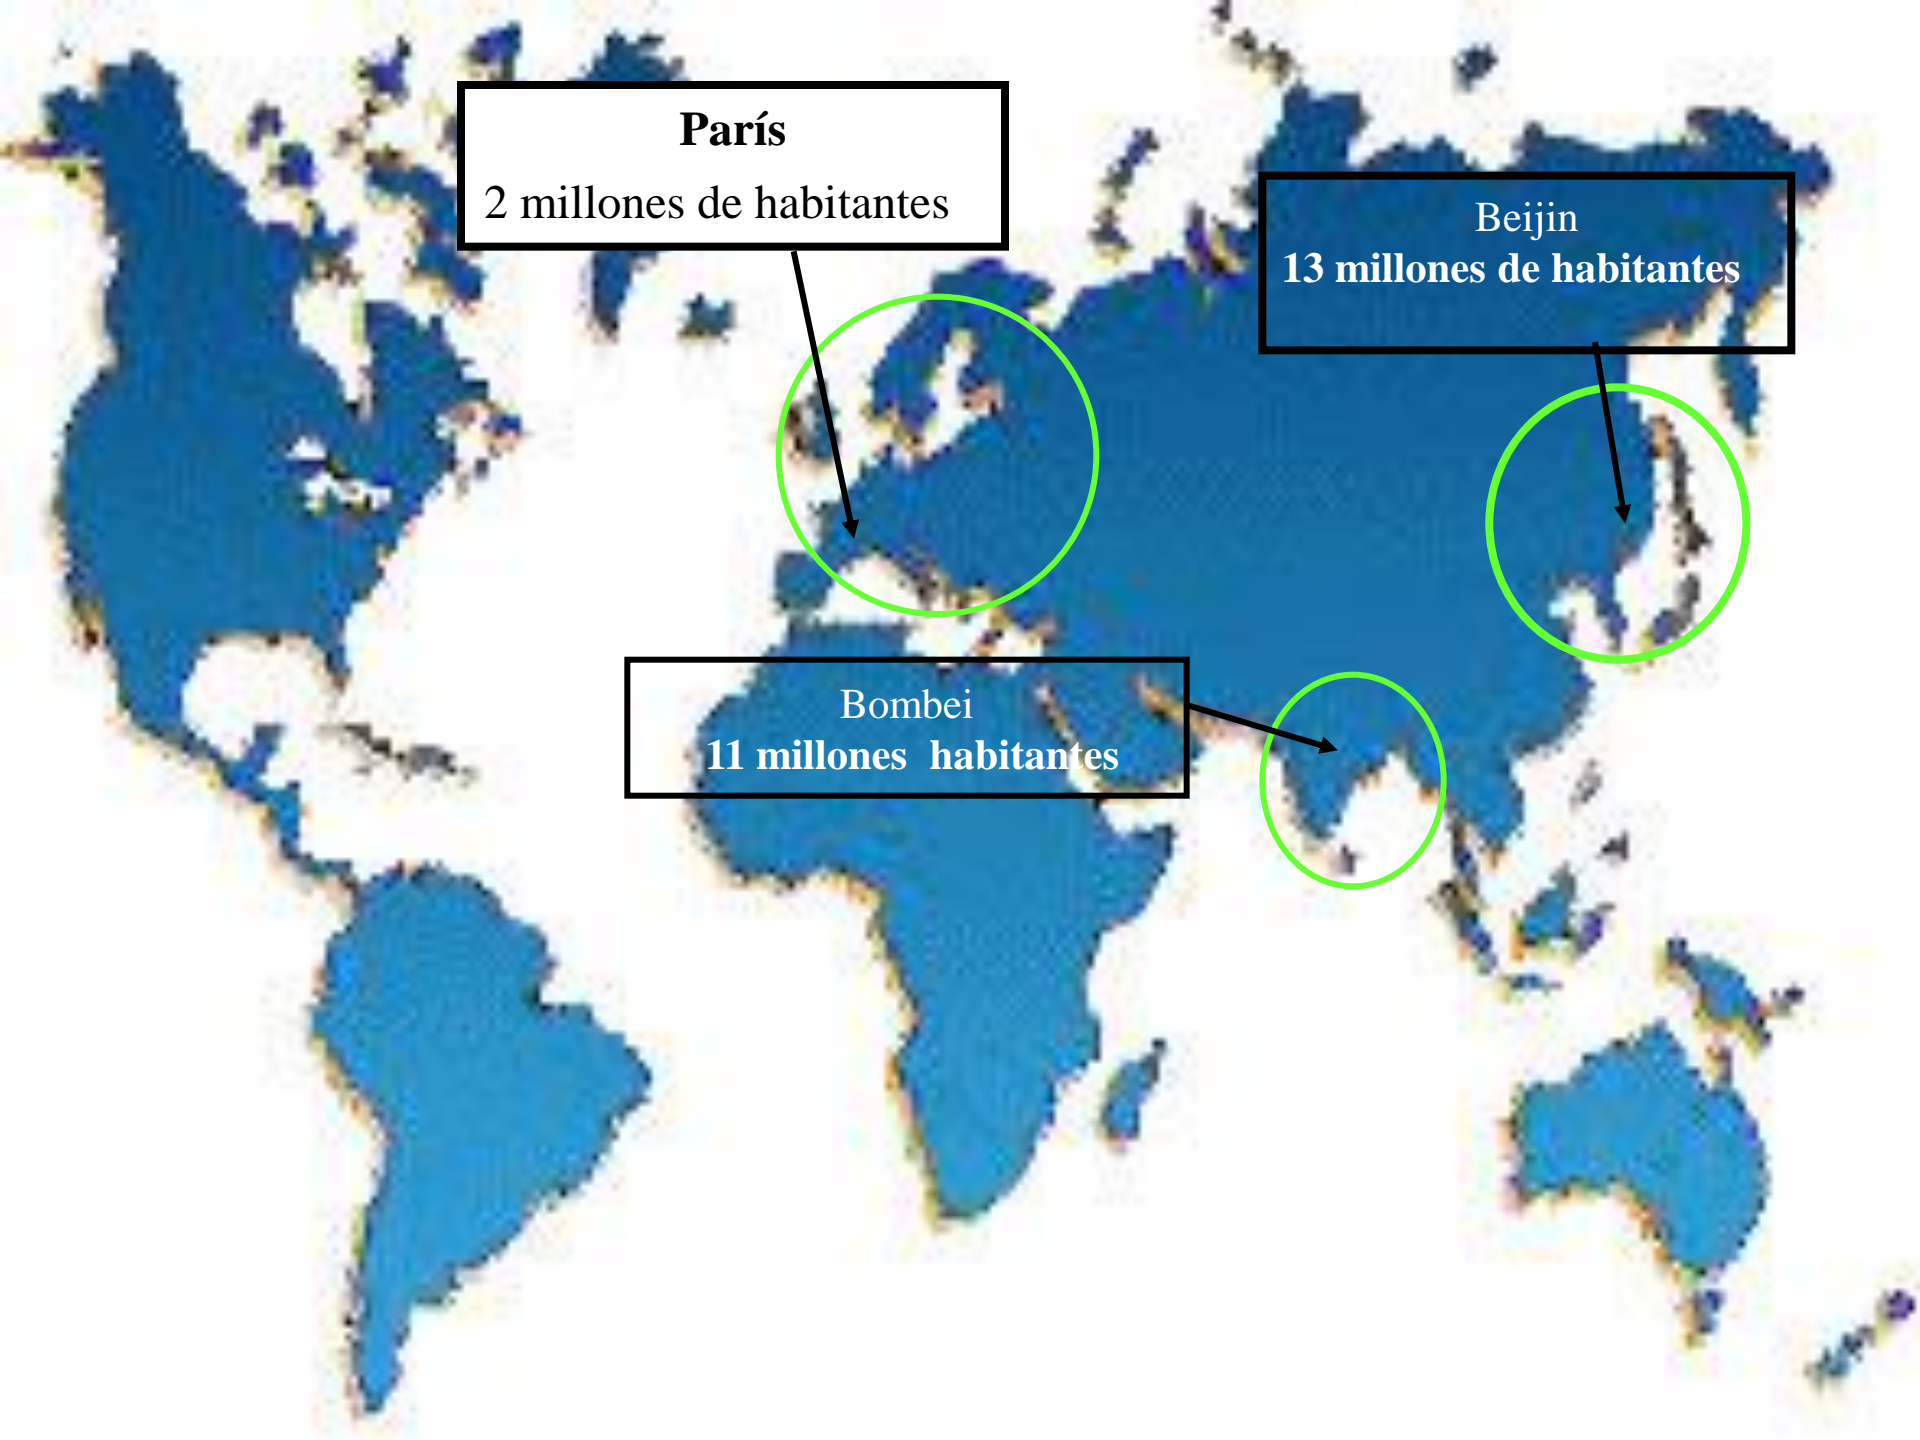 París
2 millones de habitantes
Beijin
13 millones de habitantes
Bombei
11 millones  habitantes